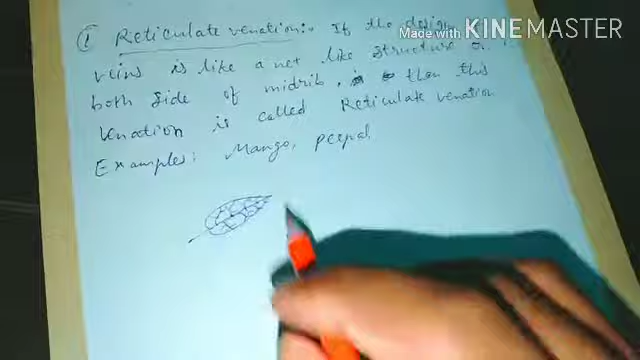 Made with KINEMASTER
① Reticulate venation:- If the design
veins is like a net like structure o
both side of midrib, is then this
Venation is called Reticulate venation
Examples: Mango, peepal